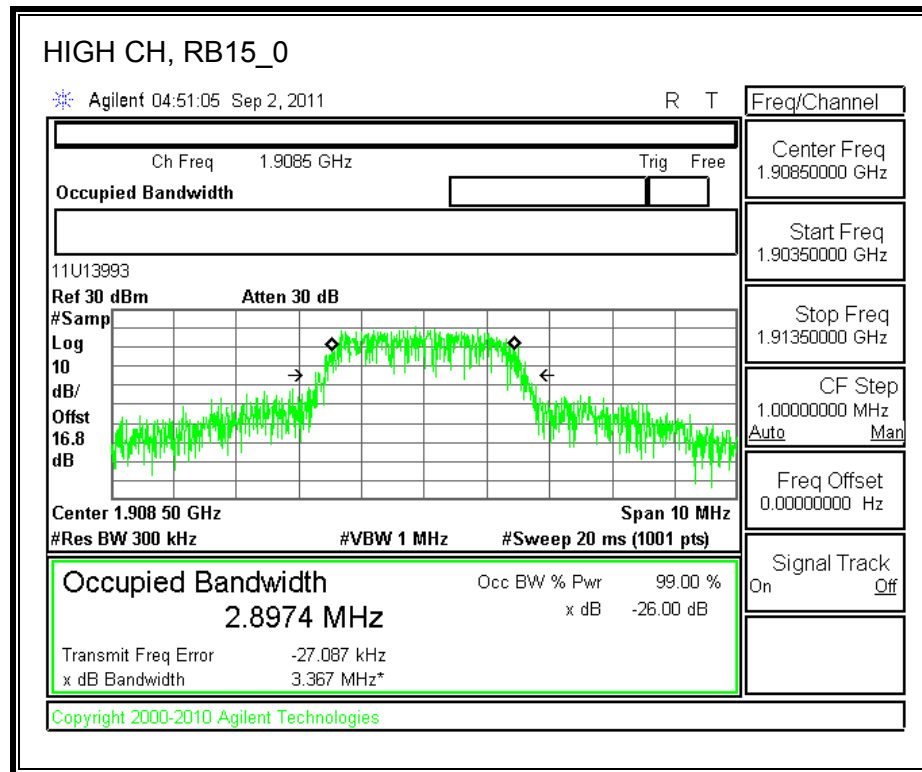 HIGH CH, RB15_0
Agilent 04:51:05 Sep 2, 2011 R T
Ch Freq 1.9085 GHz Trig Free
Occupied Bandwidth
11U13993
Ref 30 dBm Atten 30 dB
#Samp
Log
10
dB/
Offst
16.8
dB
Center 1.908 50 GHz Span 10 MHz
#Res BW 300 kHz #VBW 1 MHz #Sweep 20 ms (1001 pts)
Occupied Bandwidth Occ BW % Pwr 99.00 %
2.8974 MHz x dB -26.00 dB
Transmit Freq Error -27.087 kHz
x dB Bandwidth 3.367 MHz*
Copyright 2000-2010 Agilent Technologies
Freq/Channel
Center Freq
1.90850000 GHz
Start Freq
1.90350000 GHz
Stop Freq
1.91350000 GHz
CF Step
1.00000000 MHz
Auto Man
Freq Offset
0.00000000 Hz
Signal Track
On Off